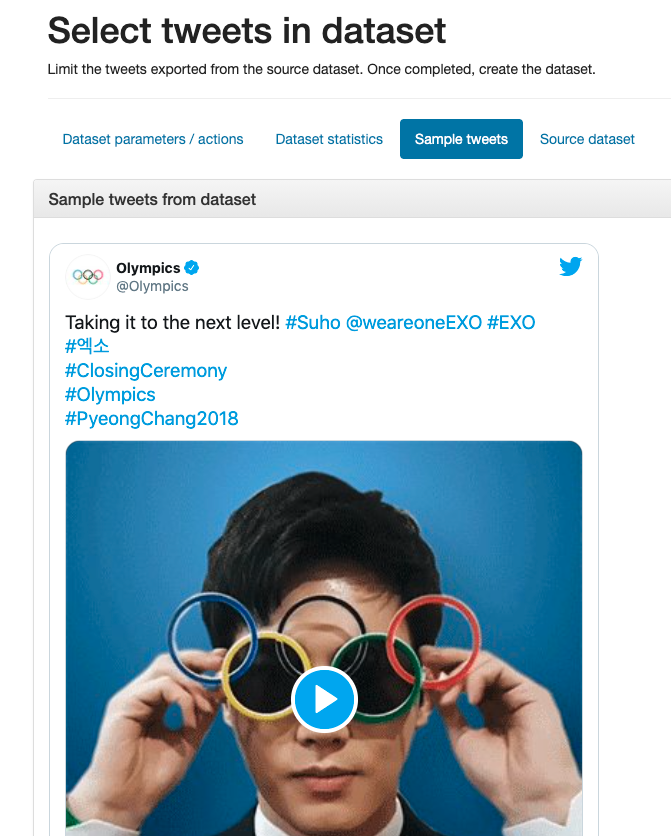 Select tweets in dataset
Limit the tweets exported from the source dataset. Once completed, create the dataset.
Dataset parameters / actions
Dataset statistics
Sample tweets
Source dataset
Sample tweets from dataset
Olympics
@Olympics
Taking it to the next level! #Suho @weareoneEXO #EXO
#엑소
#ClosingCeremony
#Olympics
#PyeongChang2018